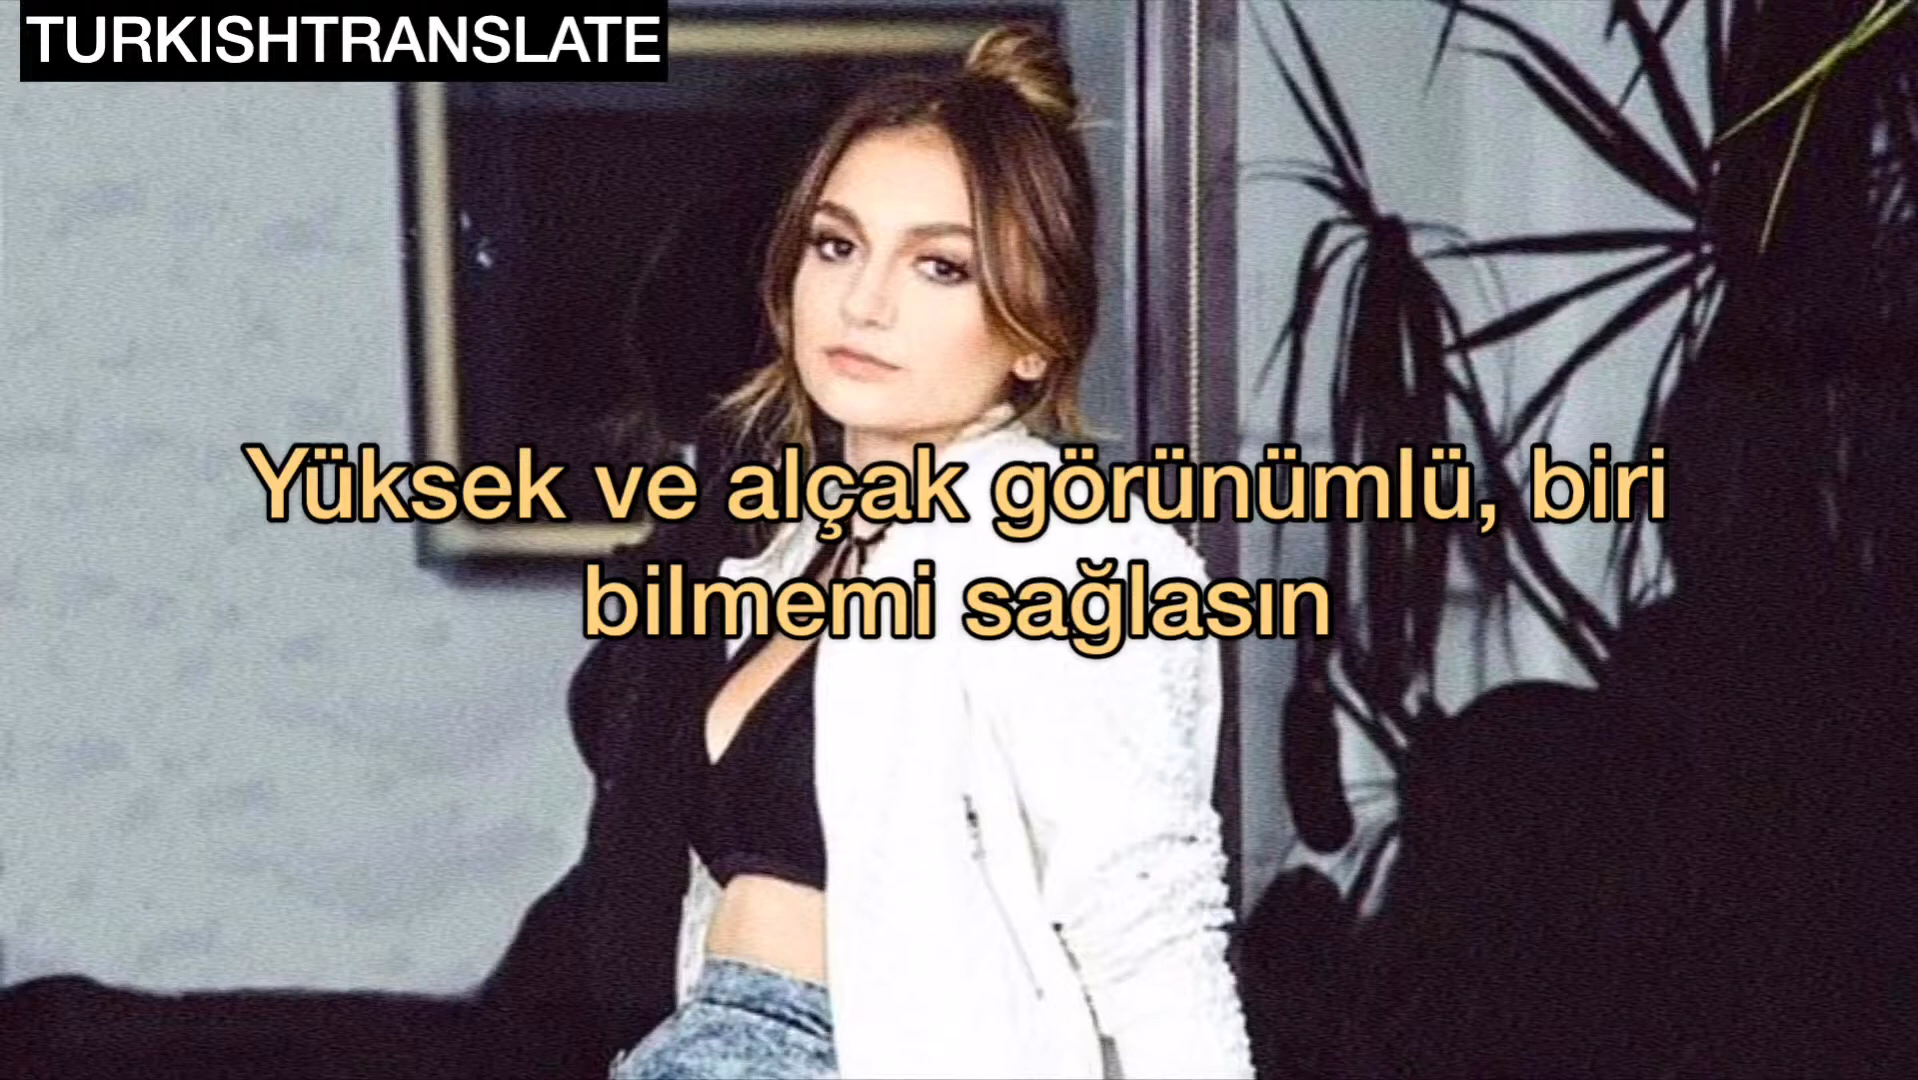 TURKISHTRANSLATE
Yüksek ve alçak görünümlü, biri
bilmemi sağlasın